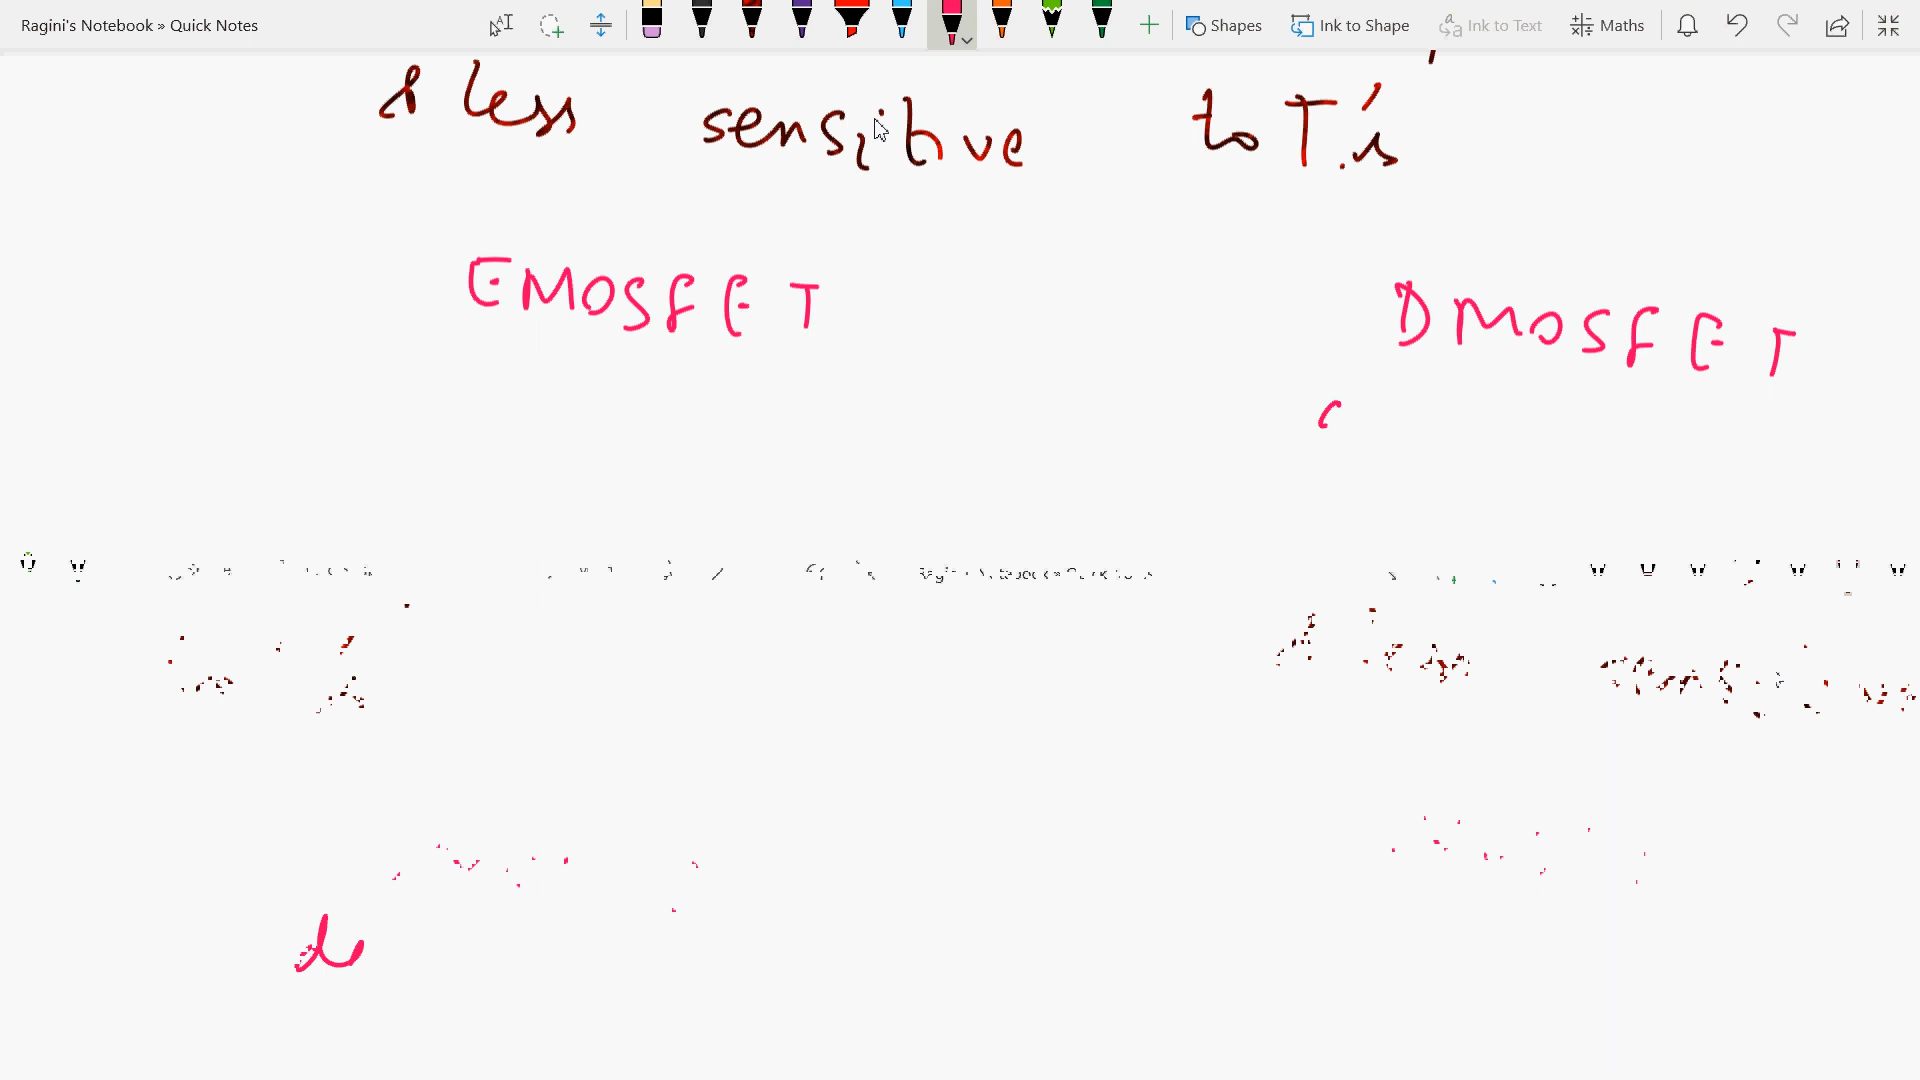 Ragini's Notebook » Quick Notes Shapes Ink to Shape Ink to Text Maths
& less sensitive to T'.s
EMOSFET DMOSFET